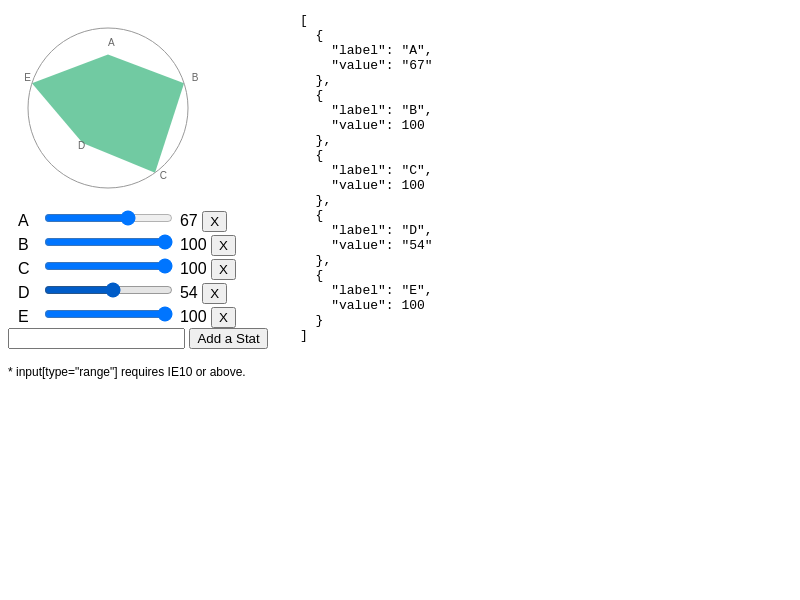 A
B
C
D
E
A 67 X
B 100 X
C 100 X
D 54 X
E 100 X
Add a Stat
* input[type="range"] requires IE10 or above.
[
  {
    "label": "A",
    "value": "67"
  },
  {
    "label": "B",
    "value": 100
  },
  {
    "label": "C",
    "value": 100
  },
  {
    "label": "D",
    "value": "54"
  },
  {
    "label": "E",
    "value": 100
  }
]